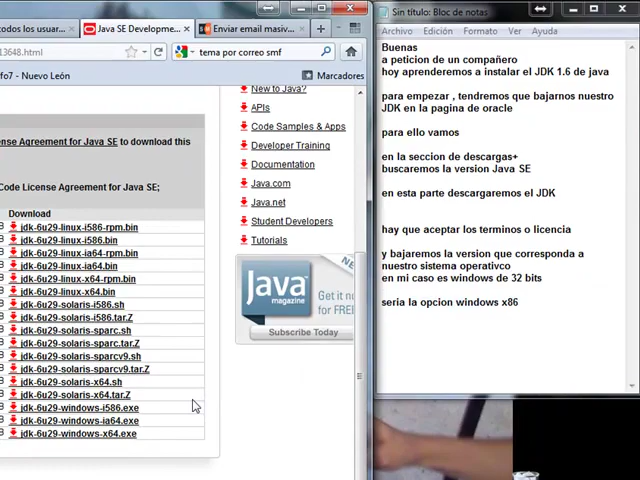 todos los usuar...
Java SE Developme...
Enviar email masiv...
13648.html
tema por correo smf
fo7 - Nuevo León
Marcadores
ense Agreement for Java SE to download this
Code License Agreement for Java SE;
Download
jdk-6u29-linux-i586-rpm.bin
jdk-6u29-linux-i586.bin
jdk-6u29-linux-ia64-rpm.bin
jdk-6u29-linux-ia64.bin
jdk-6u29-linux-x64-rpm.bin
jdk-6u29-linux-x64.bin
jdk-6u29-solaris-i586.sh
jdk-6u29-solaris-i586.tar.Z
jdk-6u29-solaris-sparc.sh
jdk-6u29-solaris-sparc.tar.Z
jdk-6u29-solaris-sparcv9.sh
jdk-6u29-solaris-sparcv9.tar.Z
jdk-6u29-solaris-x64.sh
jdk-6u29-solaris-x64.tar.Z
jdk-6u29-windows-i586.exe
jdk-6u29-windows-ia64.exe
jdk-6u29-windows-x64.exe
New to Java?
APIs
Code Samples & Apps
Developer Training
Documentation
Java.com
Java.net
Student Developers
Tutorials
NE
Java
magazine
Get it n
for FREE
Subscribe Today
Sin título: Bloc de notas
Archivo Edición Formato Ver Ayuda
Buenas
a peticion de un compañero
hoy aprenderemos a instalar el JDK 1.6 de java
para empezar , tendremos que bajarnos nuestro
JDK en la pagina de oracle
para ello vamos
en la seccion de descargas+
buscaremos la version Java SE
en esta parte descargaremos el JDK
hay que aceptar los terminos o licencia
y bajaremos la version que corresponda a
nuestro sistema operativo
en mi caso es windows de 32 bits
seria la opcion windows x86